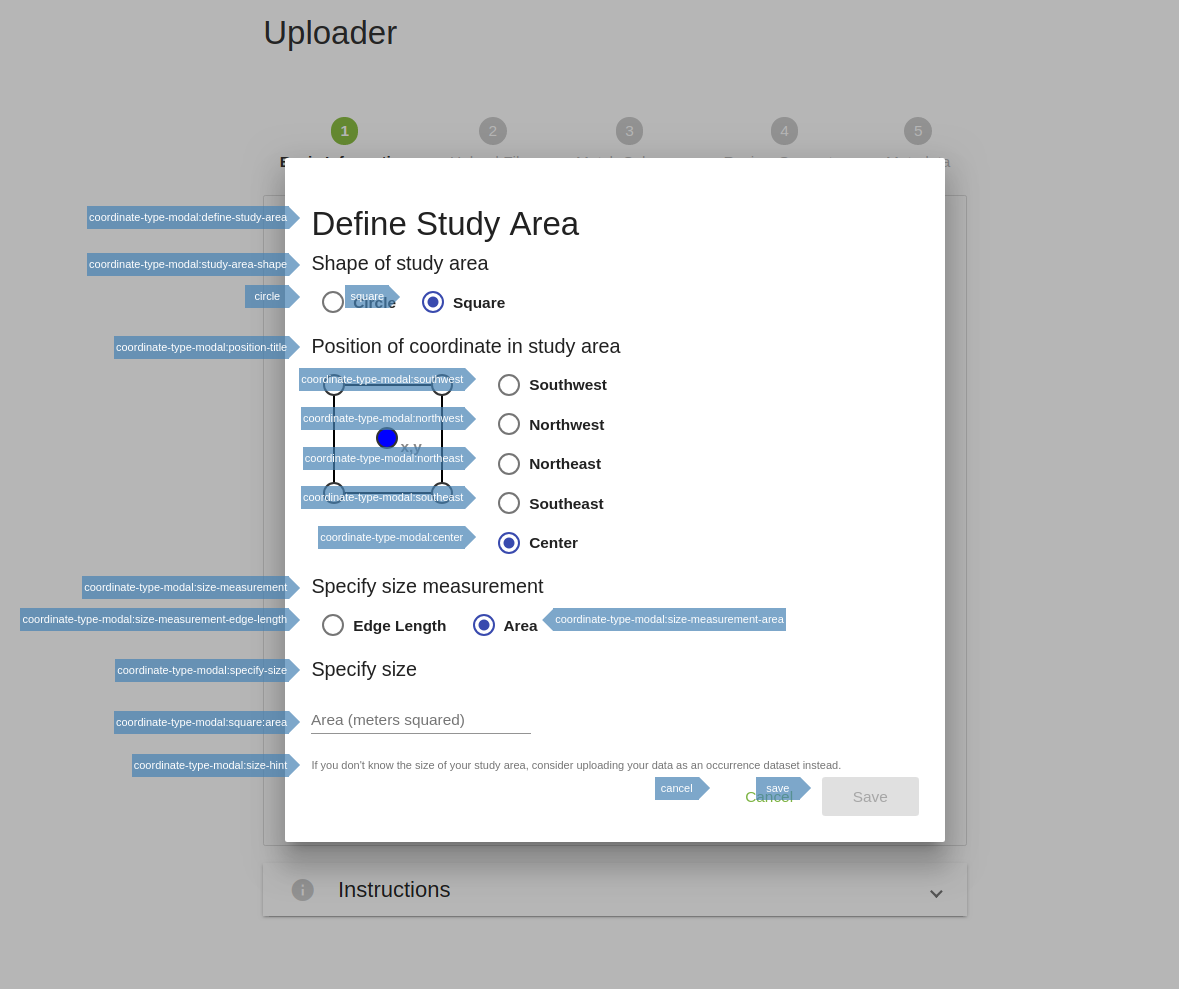 Uploader
1
2
3
4
5
coordinate-type-modal:define-study-area
Define Study Area
coordinate-type-modal:study-area-shape
Shape of study area
circle
square
Circle
Square
coordinate-type-modal:position-title
Position of coordinate in study area
coordinate-type-modal:southwest
Southwest
coordinate-type-modal:northwest
Northwest
x,y
coordinate-type-modal:northeast
Northeast
coordinate-type-modal:southeast
Southeast
coordinate-type-modal:center
Center
coordinate-type-modal:size-measurement
Specify size measurement
coordinate-type-modal:size-measurement-edge-length
Edge Length
Area
coordinate-type-modal:size-measurement-area
coordinate-type-modal:specify-size
Specify size
coordinate-type-modal:square:area
Area (meters squared)
coordinate-type-modal:size-hint
If you don't know the size of your study area, consider uploading your data as an occurrence dataset instead.
cancel
save
Cancel
Save
Instructions